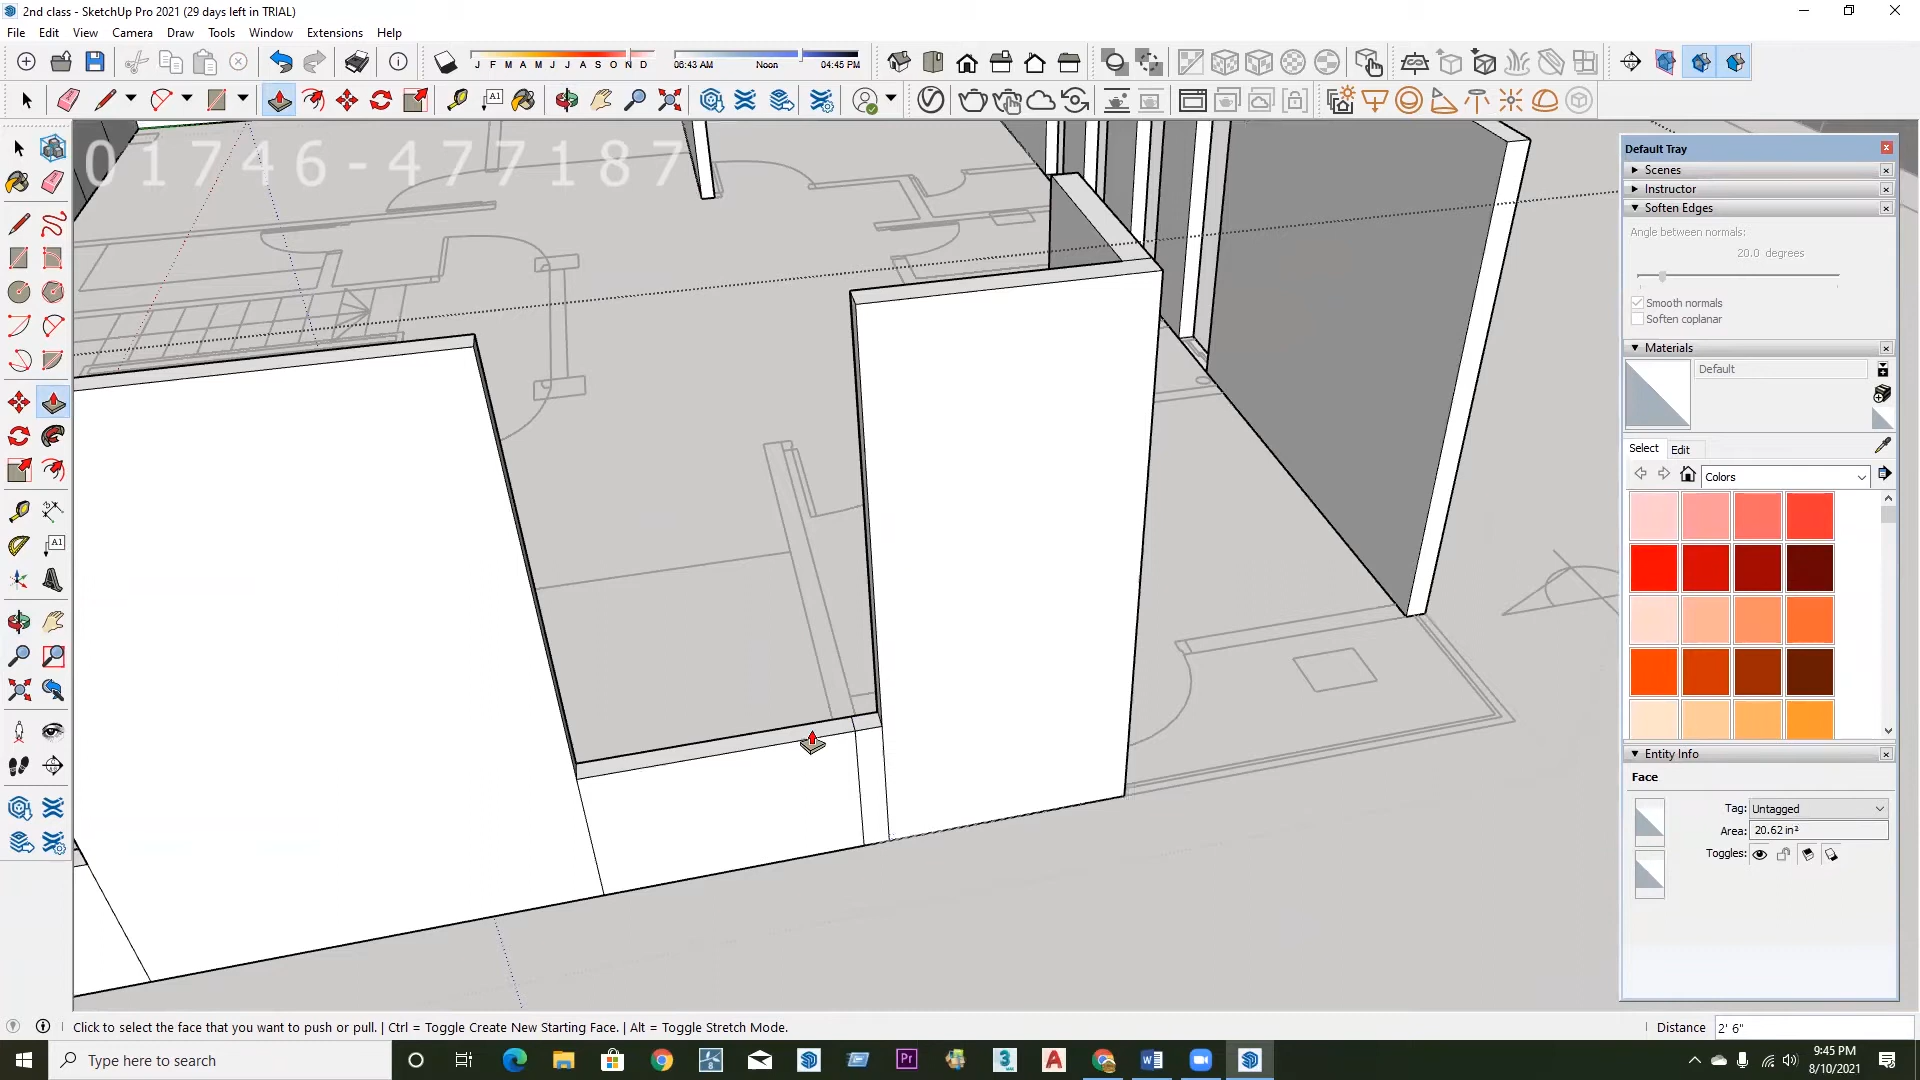 2nd class - SketchUp Pro 2021 (29 days left in TRIAL)
File Edit View Camera Draw Tools Window Extensions Help
J F M A M J J A S O N D 06:43 AM Noon 04:45 PM
A1
01746-477187
Default Tray
Scenes
Instructor
Soften Edges
Angle between normals:
20.0 degrees
Smooth normals
Soften coplanar
Materials
Default
Select Edit
Colors
A1
Entity Info
Face
Tag: Untagged
Area: 20.62 in²
Toggles:
Click to select the face that you want to push or pull. | Ctrl = Toggle Create New Starting Face. | Alt = Toggle Stretch Mode.
Distance 2' 6"
Type here to search
Pr
3
A
W
9:45 PM
8/10/2021